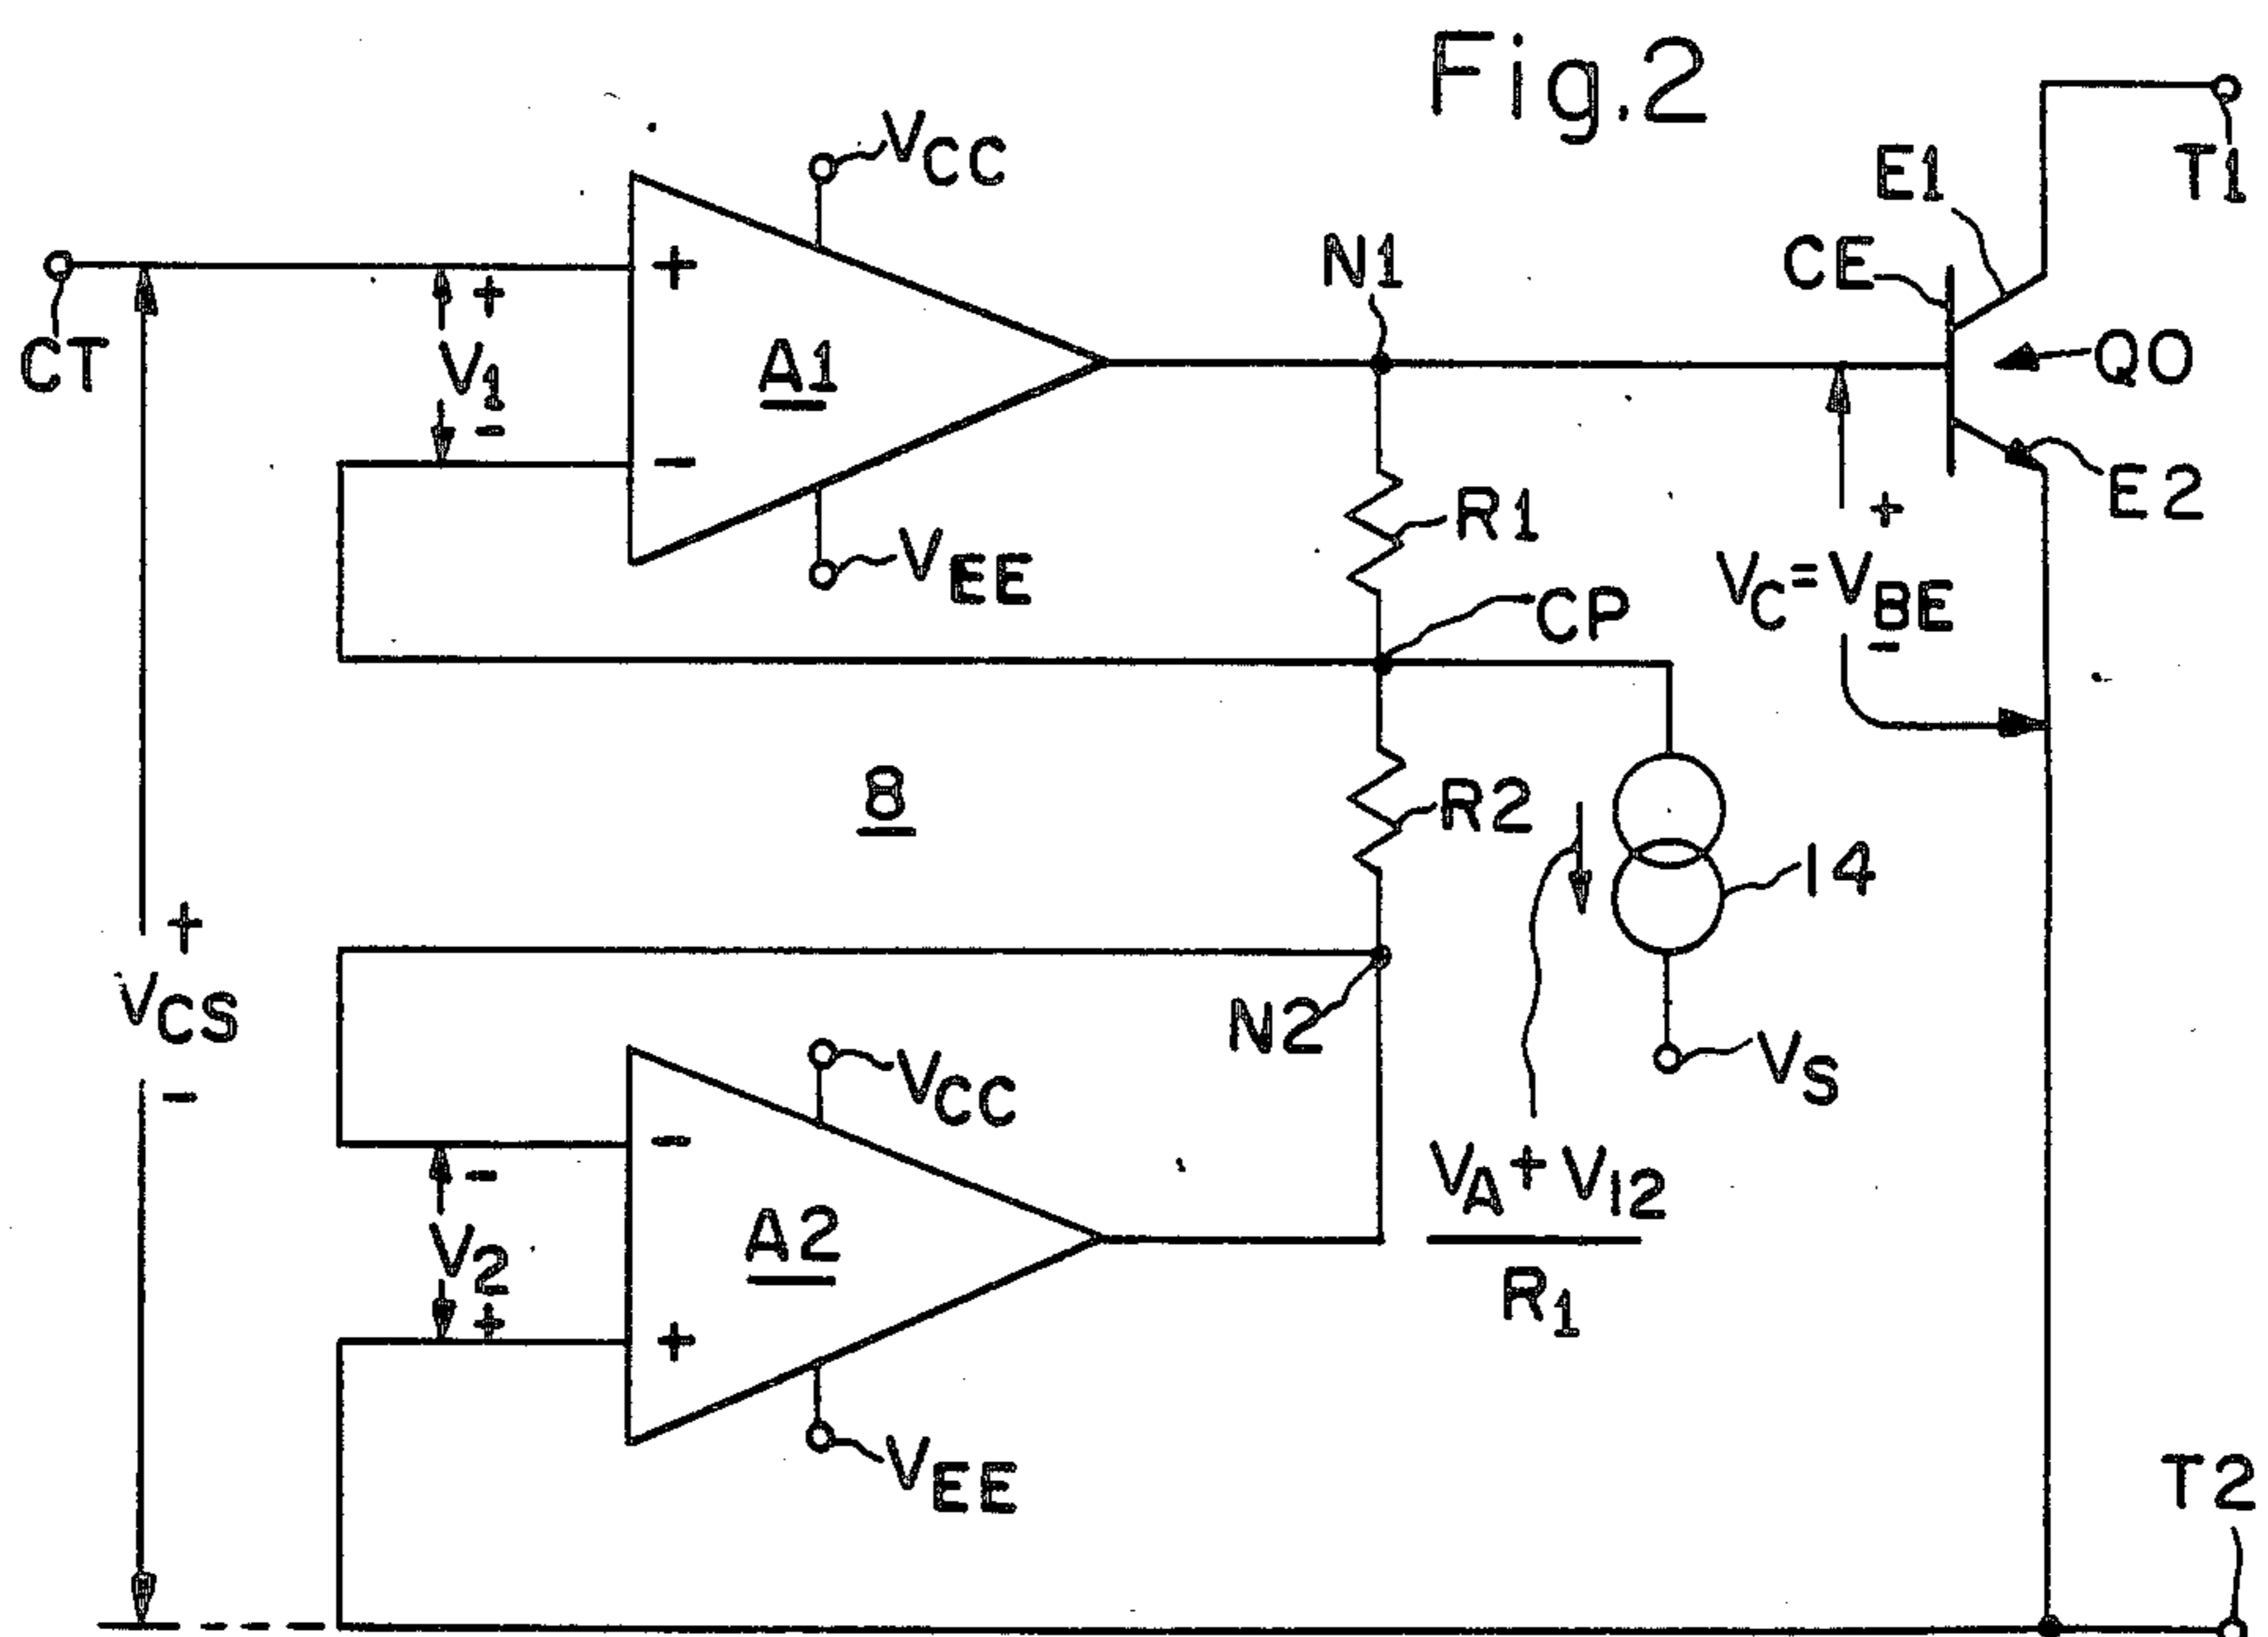 Fig.2
VCC
T1
E1
CE
N1
+
CT
+
V1
-
A1
QO
-
E2
R1
+
VEE
VC=VBE
-
CP
8
R2
14
+
VCS
-
N2
VCC
VS
-
-
V2
+
A2
+
VA+V12
R1
VEE
T2